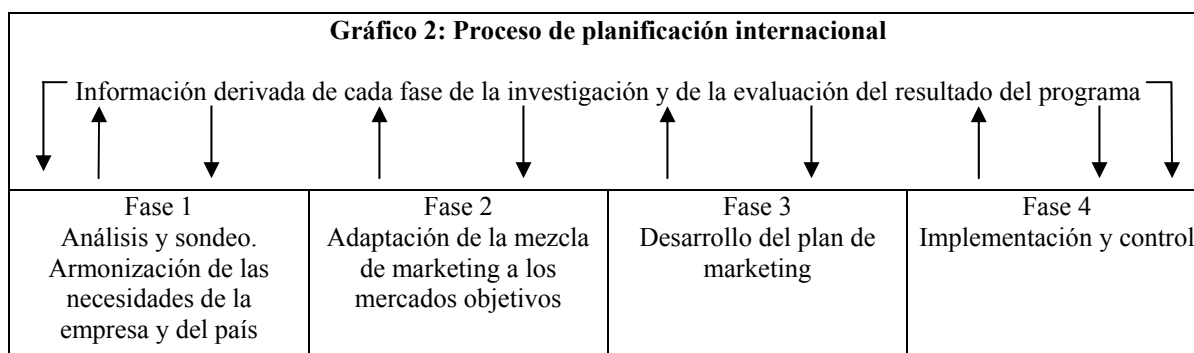 Gráfico 2: Proceso de planificación internacional
Información derivada de cada fase de la investigación y de la evaluación del resultado del programa
Fase 1
Análisis y sondeo.
Armonización de las
necesidades de la
empresa y del país
Fase 2
Adaptación de la mezcla
de marketing a los
mercados objetivos
Fase 3
Desarrollo del plan de
marketing
Fase 4
Implementación y control